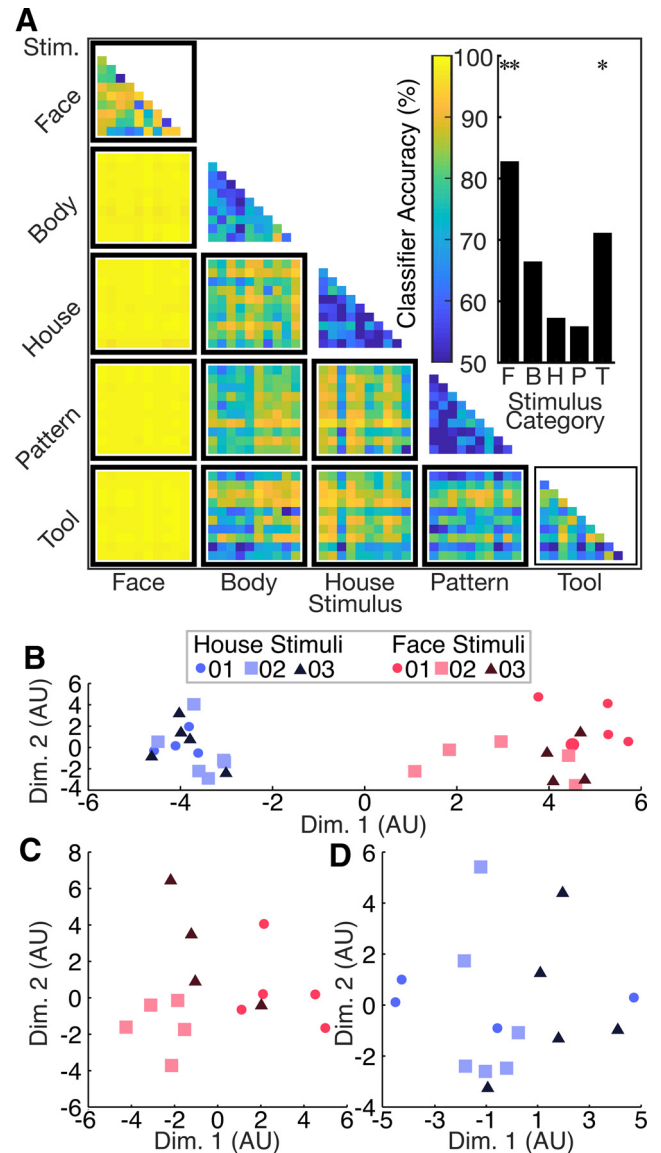 A
Stim.
Face
Body
House
Pattern
Tool
Face Body House Pattern Tool
Stimulus
Classifier Accuracy (%)
100
90
80
70
60
50
** *
F B H P T
Stimulus
Category
B
House Stimuli Face Stimuli
01 02 03 01 02 03
Dim. 2 (AU)
6
4
2
0
-2
-4
-6 -4 -2 0 2 4 6
Dim. 1 (AU)
C
Dim. 2 (AU)
8
6
4
2
0
-2
-4
-6
-6 -4 -2 0 2 4 6
Dim. 1 (AU)
D
Dim. 2 (AU)
6
4
2
0
-2
-4
-5 -3 -1 1 3 5
Dim. 1 (AU)